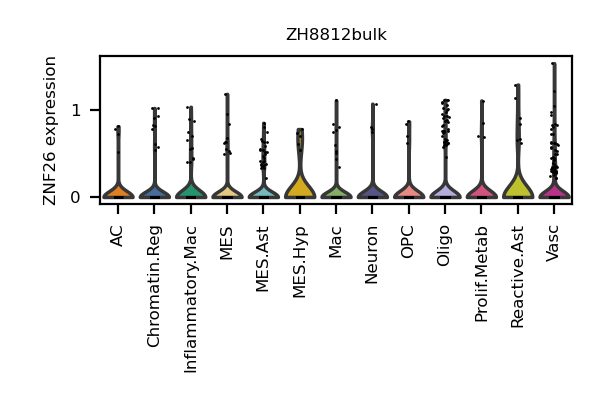 ZH8812bulk
ZNF26 expression
1
0
AC
Chromatin.Reg
Inflammatory.Mac
MES
MES.Ast
MES.Hyp
Mac
Neuron
OPC
Oligo
Prolif.Metab
Reactive.Ast
Vasc